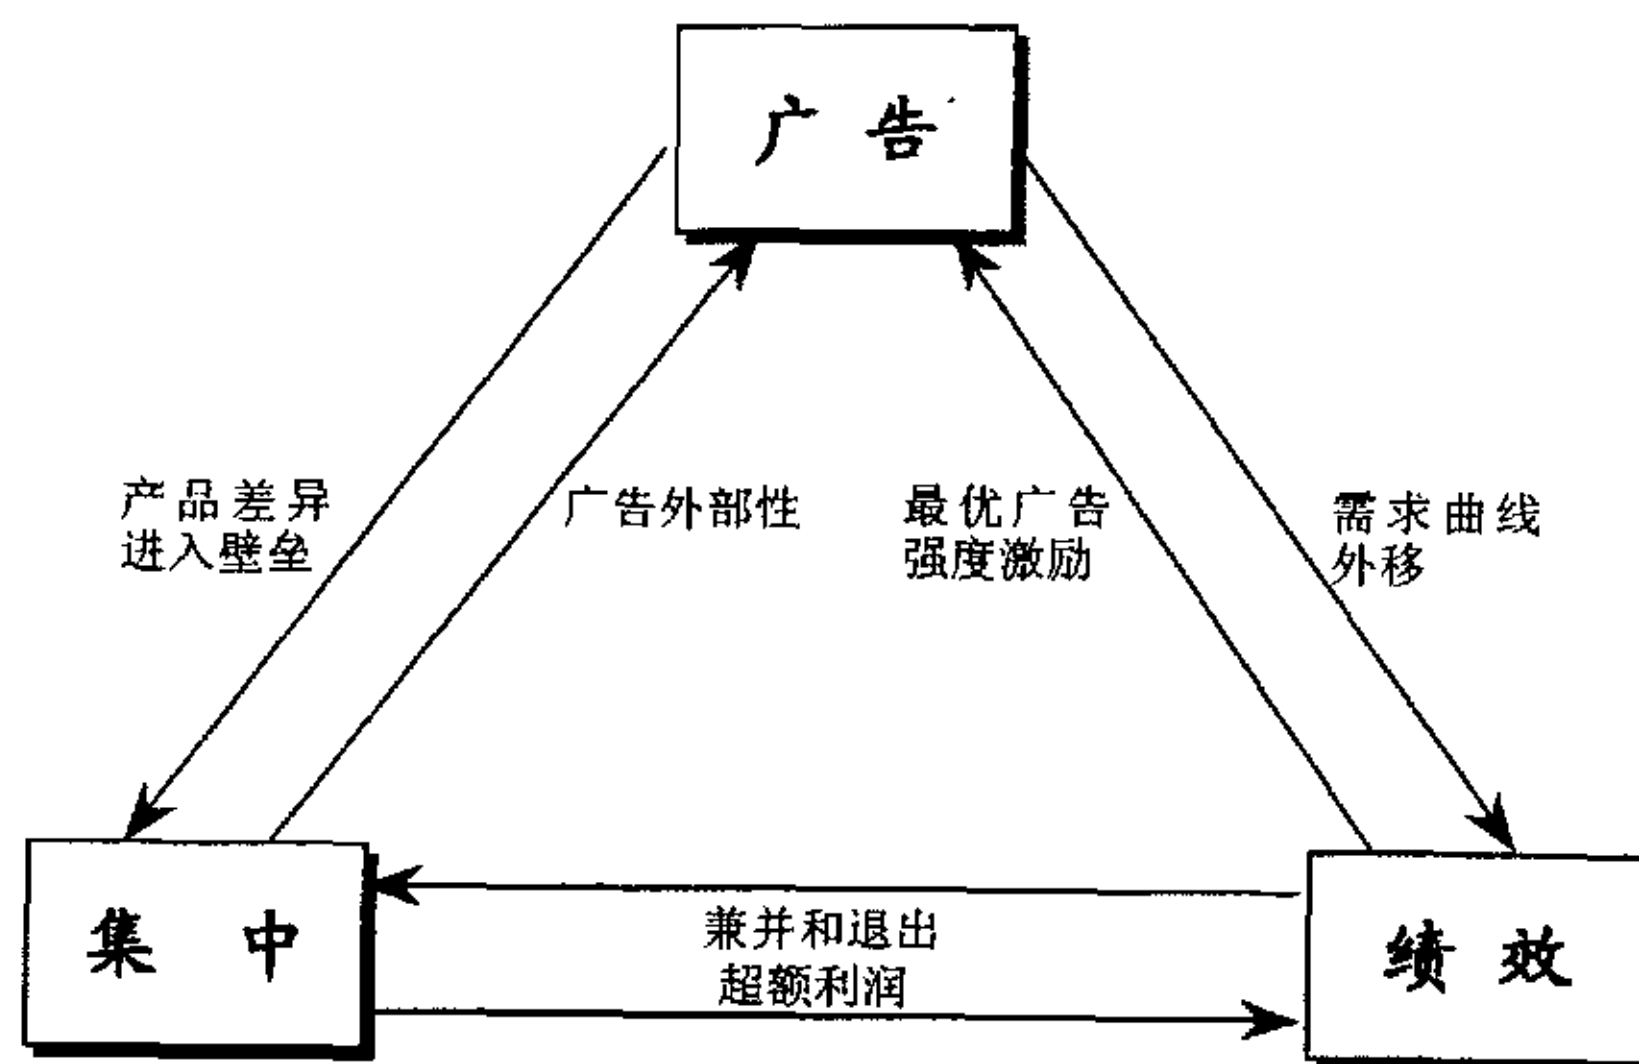 广告
产品差异
进入壁垒
广告外部性
最优广告
强度激励
需求曲线
外移
集中
兼并和退出
超额利润
绩效